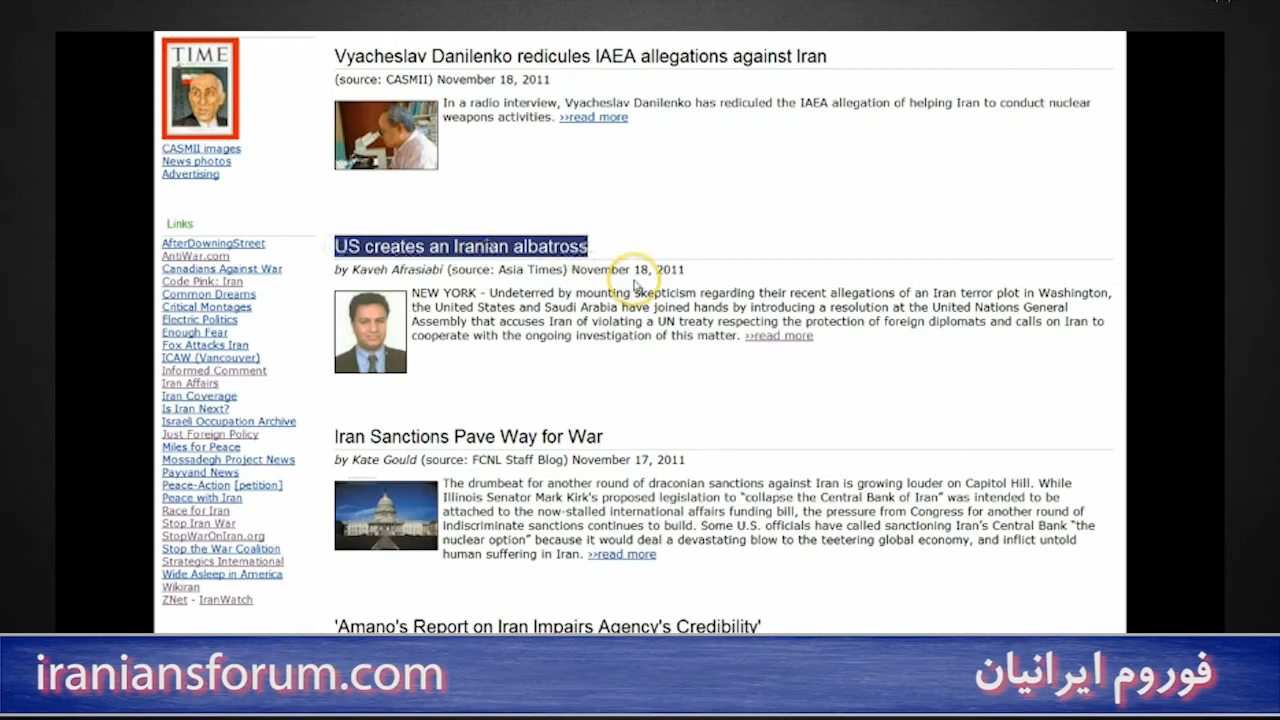 TIME
CASMII images
News photos
Advertising
Links
AfterDowningStreet
AntiWar.com
Canadians Against War
Code Pink: Iran
Common Dreams
Critical Montages
Electric Politics
Enough Fear
Fox Attacks Iran
ICAW (Vancouver)
Informed Comment
Iran Affairs
Iran Coverage
Is Iran Next?
Israeli Occupation Archive
Just Foreign Policy
Miles for Peace
Mossadegh Project News
Payvand News
Peace-Action [petition]
Peace with Iran
Race for Iran
Stop Iran War
StopWarOnIran.org
Stop the War Coalition
Strategics International
Wide Asleep in America
Wikiran
ZNet - IranWatch
Vyacheslav Danilenko redicules IAEA allegations against Iran
(source: CASMII) November 18, 2011
In a radio interview, Vyacheslav Danilenko has rediculed the IAEA allegation of helping Iran to conduct nuclear
weapons activities. >>read more
US creates an Iranian albatross
by Kaveh Afrasiabi (source: Asia Times) November 18, 2011
NEW YORK - Undeterred by mounting skepticism regarding their recent allegations of an Iran terror plot in Washington,
the United States and Saudi Arabia have joined hands by introducing a resolution at the United Nations General
Assembly that accuses Iran of violating a UN treaty respecting the protection of foreign diplomats and calls on Iran to
cooperate with the ongoing investigation of this matter. >>read more
Iran Sanctions Pave Way for War
by Kate Gould (source: FCNL Staff Blog) November 17, 2011
The drumbeat for another round of draconian sanctions against Iran is growing louder on Capitol Hill. While
Illinois Senator Mark Kirk's proposed legislation to "collapse the Central Bank of Iran" was intended to be
attached to the now-stalled international affairs funding bill, the pressure from Congress for another round of
indiscriminate sanctions continues to build. Some U.S. officials have called sanctioning Iran's Central Bank "the
nuclear option" because it would deal a devastating blow to the teetering global economy, and inflict untold
human suffering in Iran. >>read more
'Amano's Report on Iran Impairs Agency's Credibility'
iraniansforum.com
فوروم ایرانیان